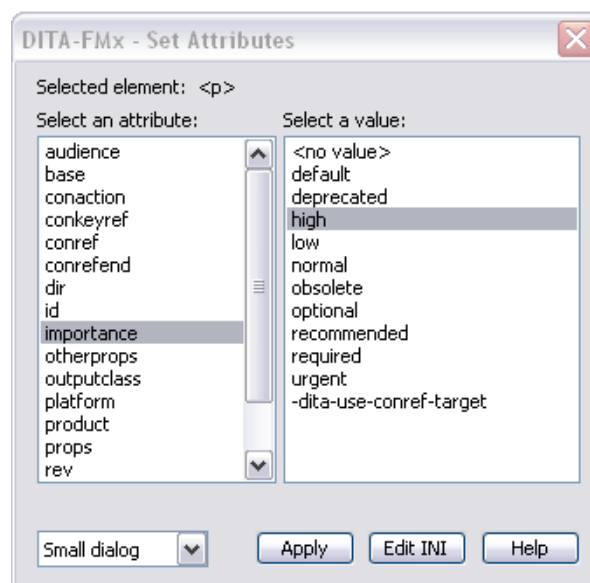 DITA-FMx - Set Attributes
Selected element: <p>
Select an attribute:
audience
base
conaction
conkeyref
conref
conrefend
dir
id
importance
otherprops
outputclass
platform
product
props
rev
Select a value:
<no value>
default
deprecated
high
low
normal
obsolete
optional
recommended
required
urgent
-dita-use-conref-target
Small dialog
Apply
Edit INI
Help